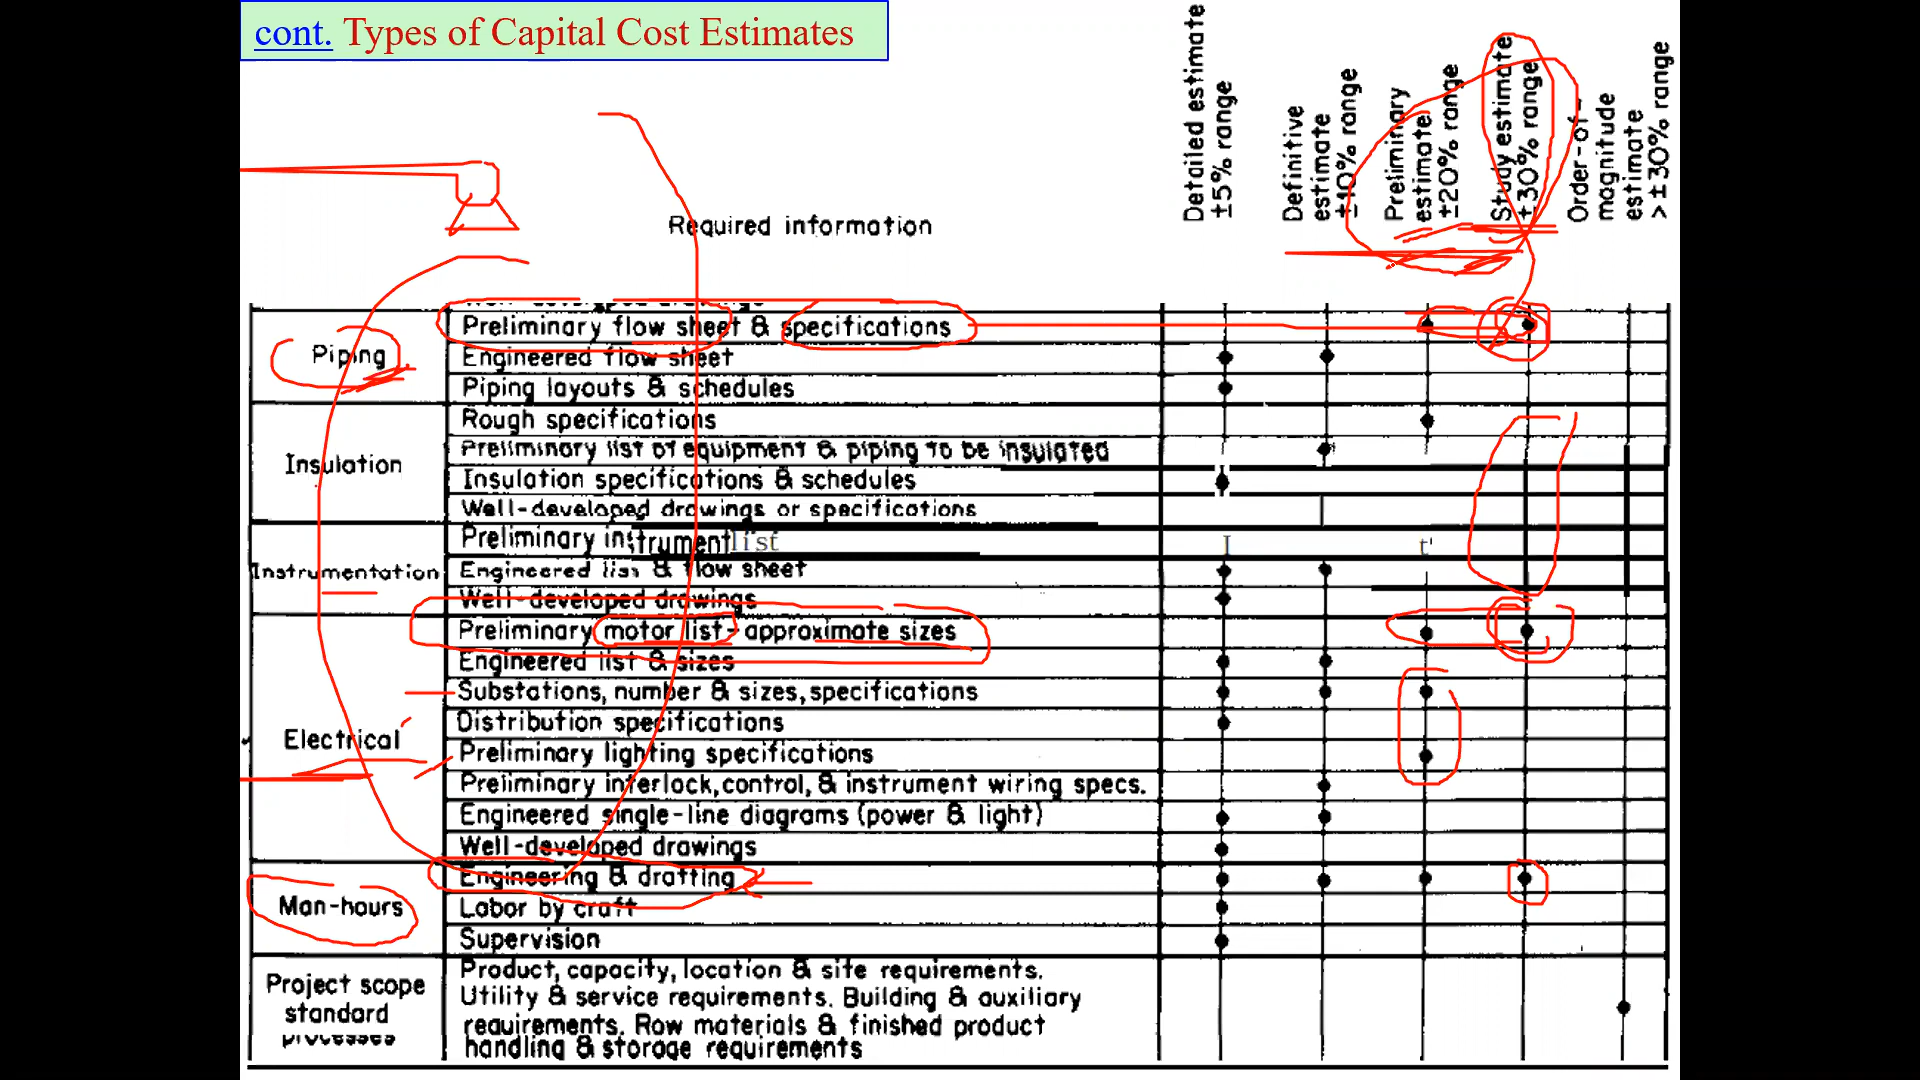 cont. Types of Capital Cost Estimates
Required information
Detailed estimate
±5% range
Definitive
estimate
±10% range
Preliminary
estimate
±20% range
Study estimate
±30% range
Order-of-
magnitude
estimate
>±30% range
Piping
Preliminary flow sheet & specifications
Engineered flow sheet
Piping layouts & schedules
Insulation
Rough specifications
Preliminary list of equipment & piping to be insulated
Insulation specifications & schedules
Well-developed drawings or specifications
Instrumentation
Preliminary instrument list
Engineered list & flow sheet
Well-developed drawings
Electrical
Preliminary motor list-approximate sizes
Engineered list & sizes
Substations, number & sizes, specifications
Distribution specifications
Preliminary lighting specifications
Preliminary interlock, control, & instrument wiring specs.
Engineered single-line diagrams (power & light)
Well-developed drawings
Man-hours
Engineering & drafting
Labor by craft
Supervision
Project scope
standard
processes
Product, capacity, location & site requirements.
Utility & service requirements. Building & auxiliary
requirements. Raw materials & finished product
handling & storage requirements